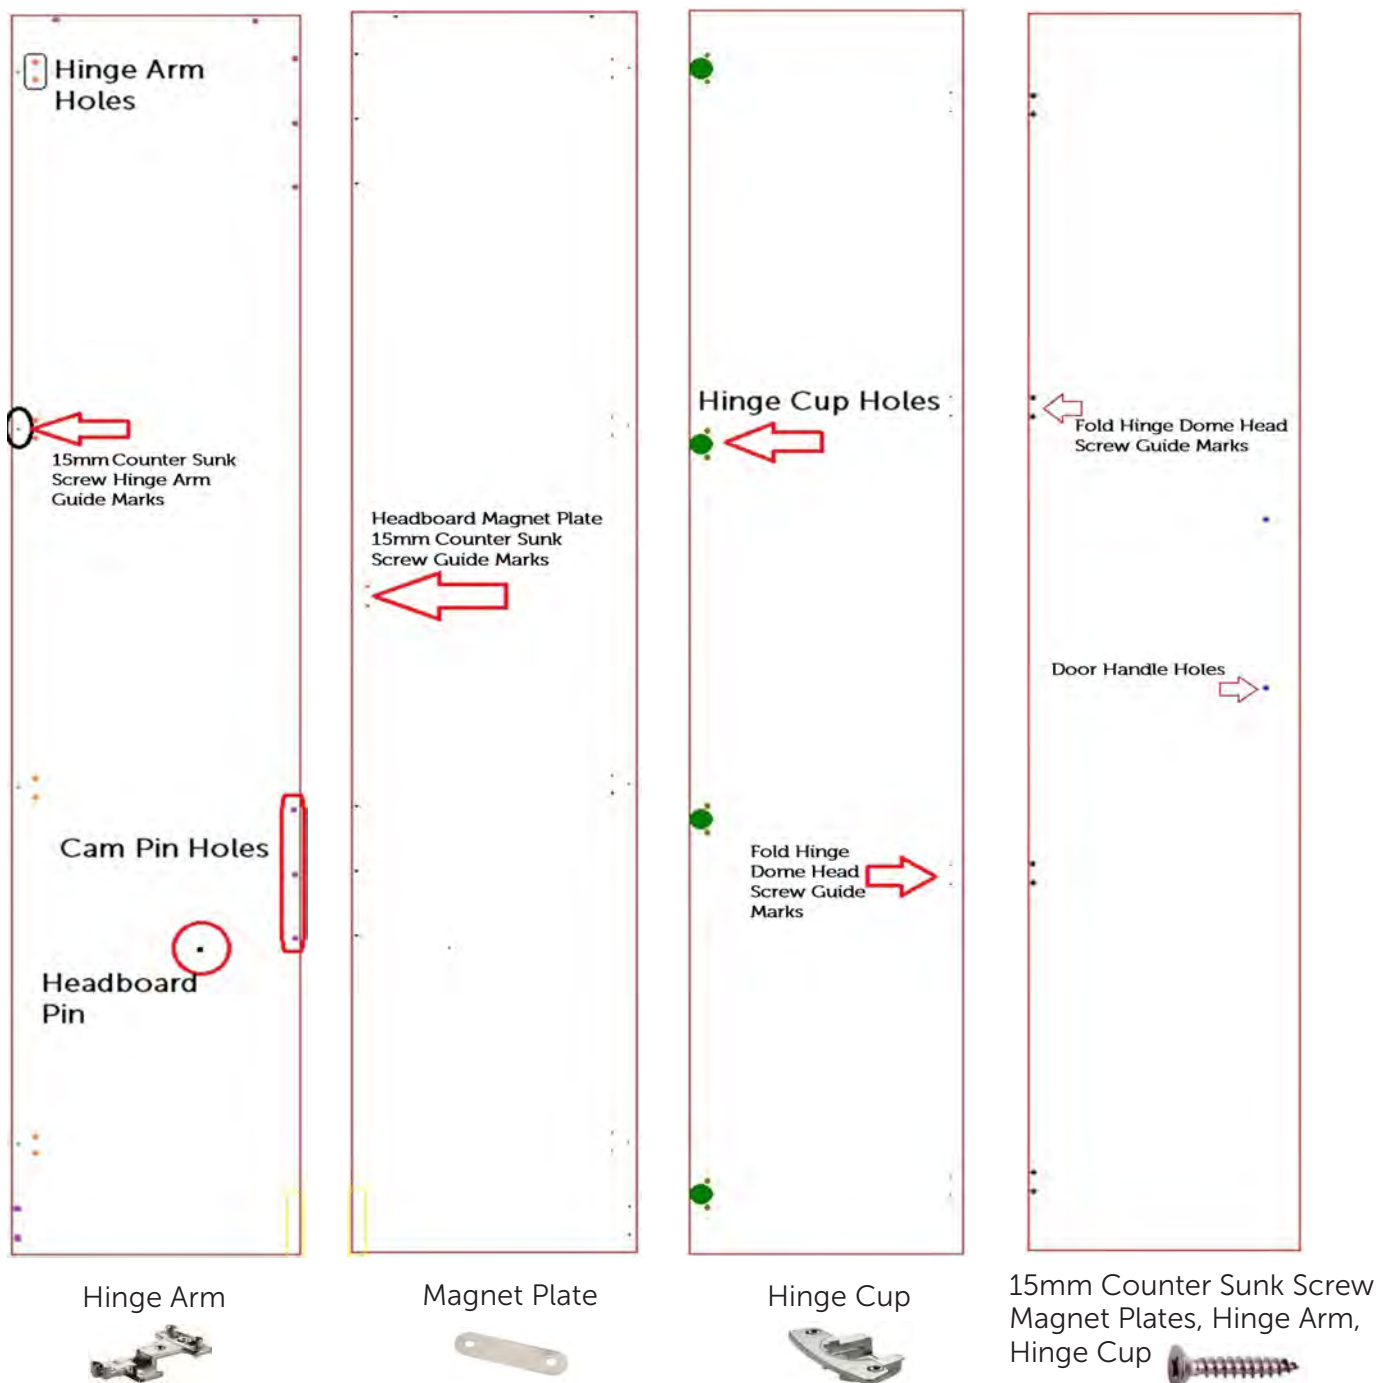 Hinge Arm
Holes
15mm Counter Sunk
Screw Hinge Arm
Guide Marks
Cam Pin Holes
Headboard
Pin
Headboard Magnet Plate
15mm Counter Sunk
Screw Guide Marks
Hinge Cup Holes
Fold Hinge
Dome Head
Screw Guide
Marks
Fold Hinge Dome Head
Screw Guide Marks
Door Handle Holes
Hinge Arm
Magnet Plate
Hinge Cup
15mm Counter Sunk Screw
Magnet Plates, Hinge Arm,
Hinge Cup